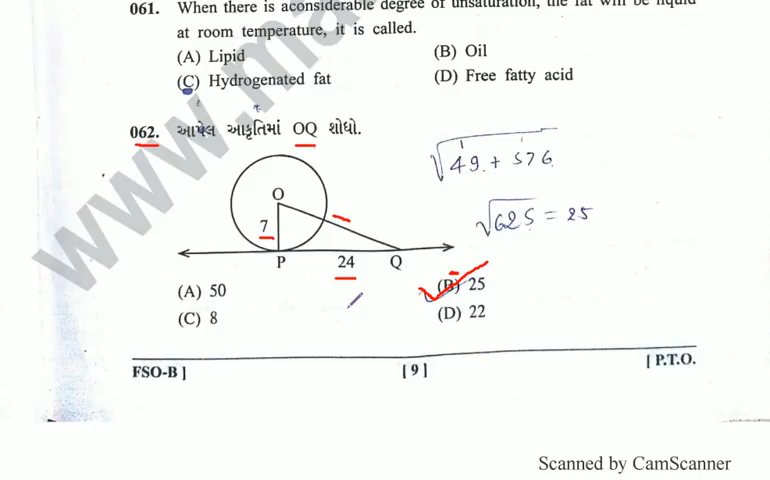 061. When there is aconsiderable degree of unsaturation, the fat will be liquid
at room temperature, it is called.
(A) Lipid
(B) Oil
(C) Hydrogenated fat
(D) Free fatty acid
062. આપેલ આકૃતિમાં OQ શોધો.
√49 + 576
√625 = 25
O
7
P
24
Q
(A) 50
(B) 25
(C) 8
(D) 22
FSO-B ]
[ 9 ]
[ P.T.O.
Scanned by CamScanner
www.ma